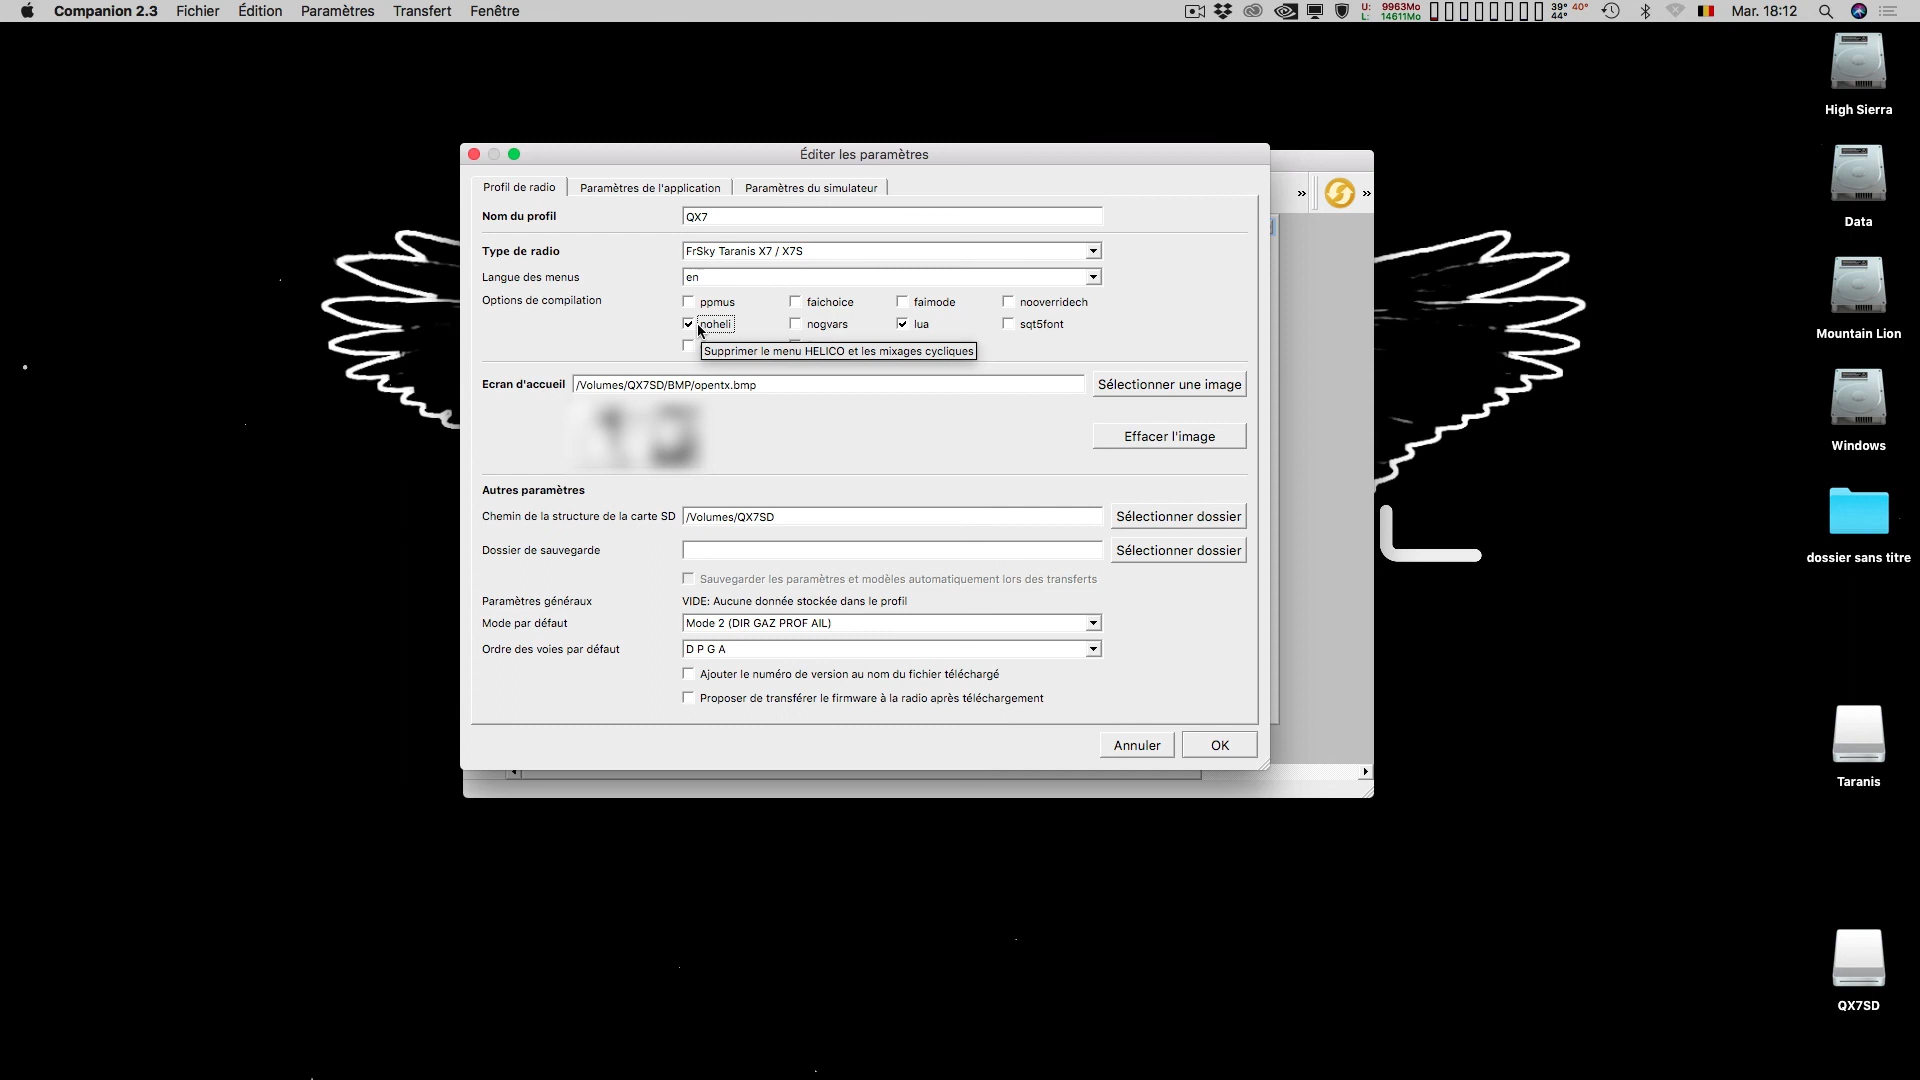 Companion 2.3 Fichier Édition Paramètres Transfert Fenêtre U: 9963Mo L: 14611Mo 39° 40° 44° Mar. 18:12
High Sierra
Data
Mountain Lion
Windows
dossier sans titre
Taranis
QX7SD
Éditer les paramètres
Profil de radio Paramètres de l'application Paramètres du simulateur
Nom du profil QX7
Type de radio FrSky Taranis X7 / X7S
Langue des menus en
Options de compilation ppmus faichoice faimode nooverridech
noheli nogvars lua sqt5font
Supprimer le menu HELICO et les mixages cycliques
Ecran d'accueil /Volumes/QX7SD/BMP/opentx.bmp Sélectionner une image
Effacer l'image
Autres paramètres
Chemin de la structure de la carte SD /Volumes/QX7SD Sélectionner dossier
Dossier de sauvegarde Sélectionner dossier
Sauvegarder les paramètres et modèles automatiquement lors des transferts
Paramètres généraux VIDE: Aucune donnée stockée dans le profil
Mode par défaut Mode 2 (DIR GAZ PROF AIL)
Ordre des voies par défaut D P G A
Ajouter le numéro de version au nom du fichier téléchargé
Proposer de transférer le firmware à la radio après téléchargement
Annuler OK